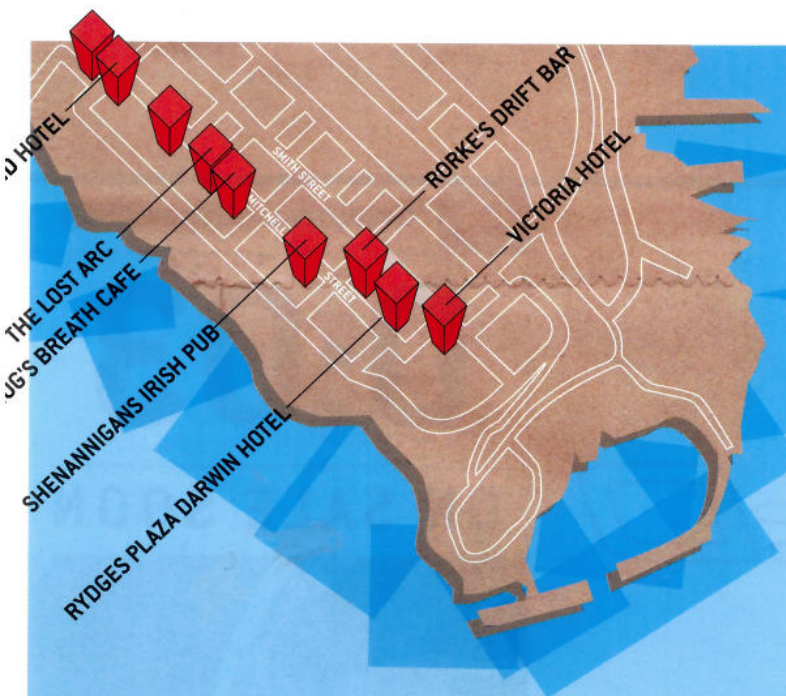 HOTEL
THE LOST ARC
BREATH CAFE
SHENANNIGANS IRISH PUB
RYDGES PLAZA DARWIN HOTEL
RORKE'S DRIFT BAR
VICTORIA HOTEL
SMITH STREET
MITCHELL
STREET